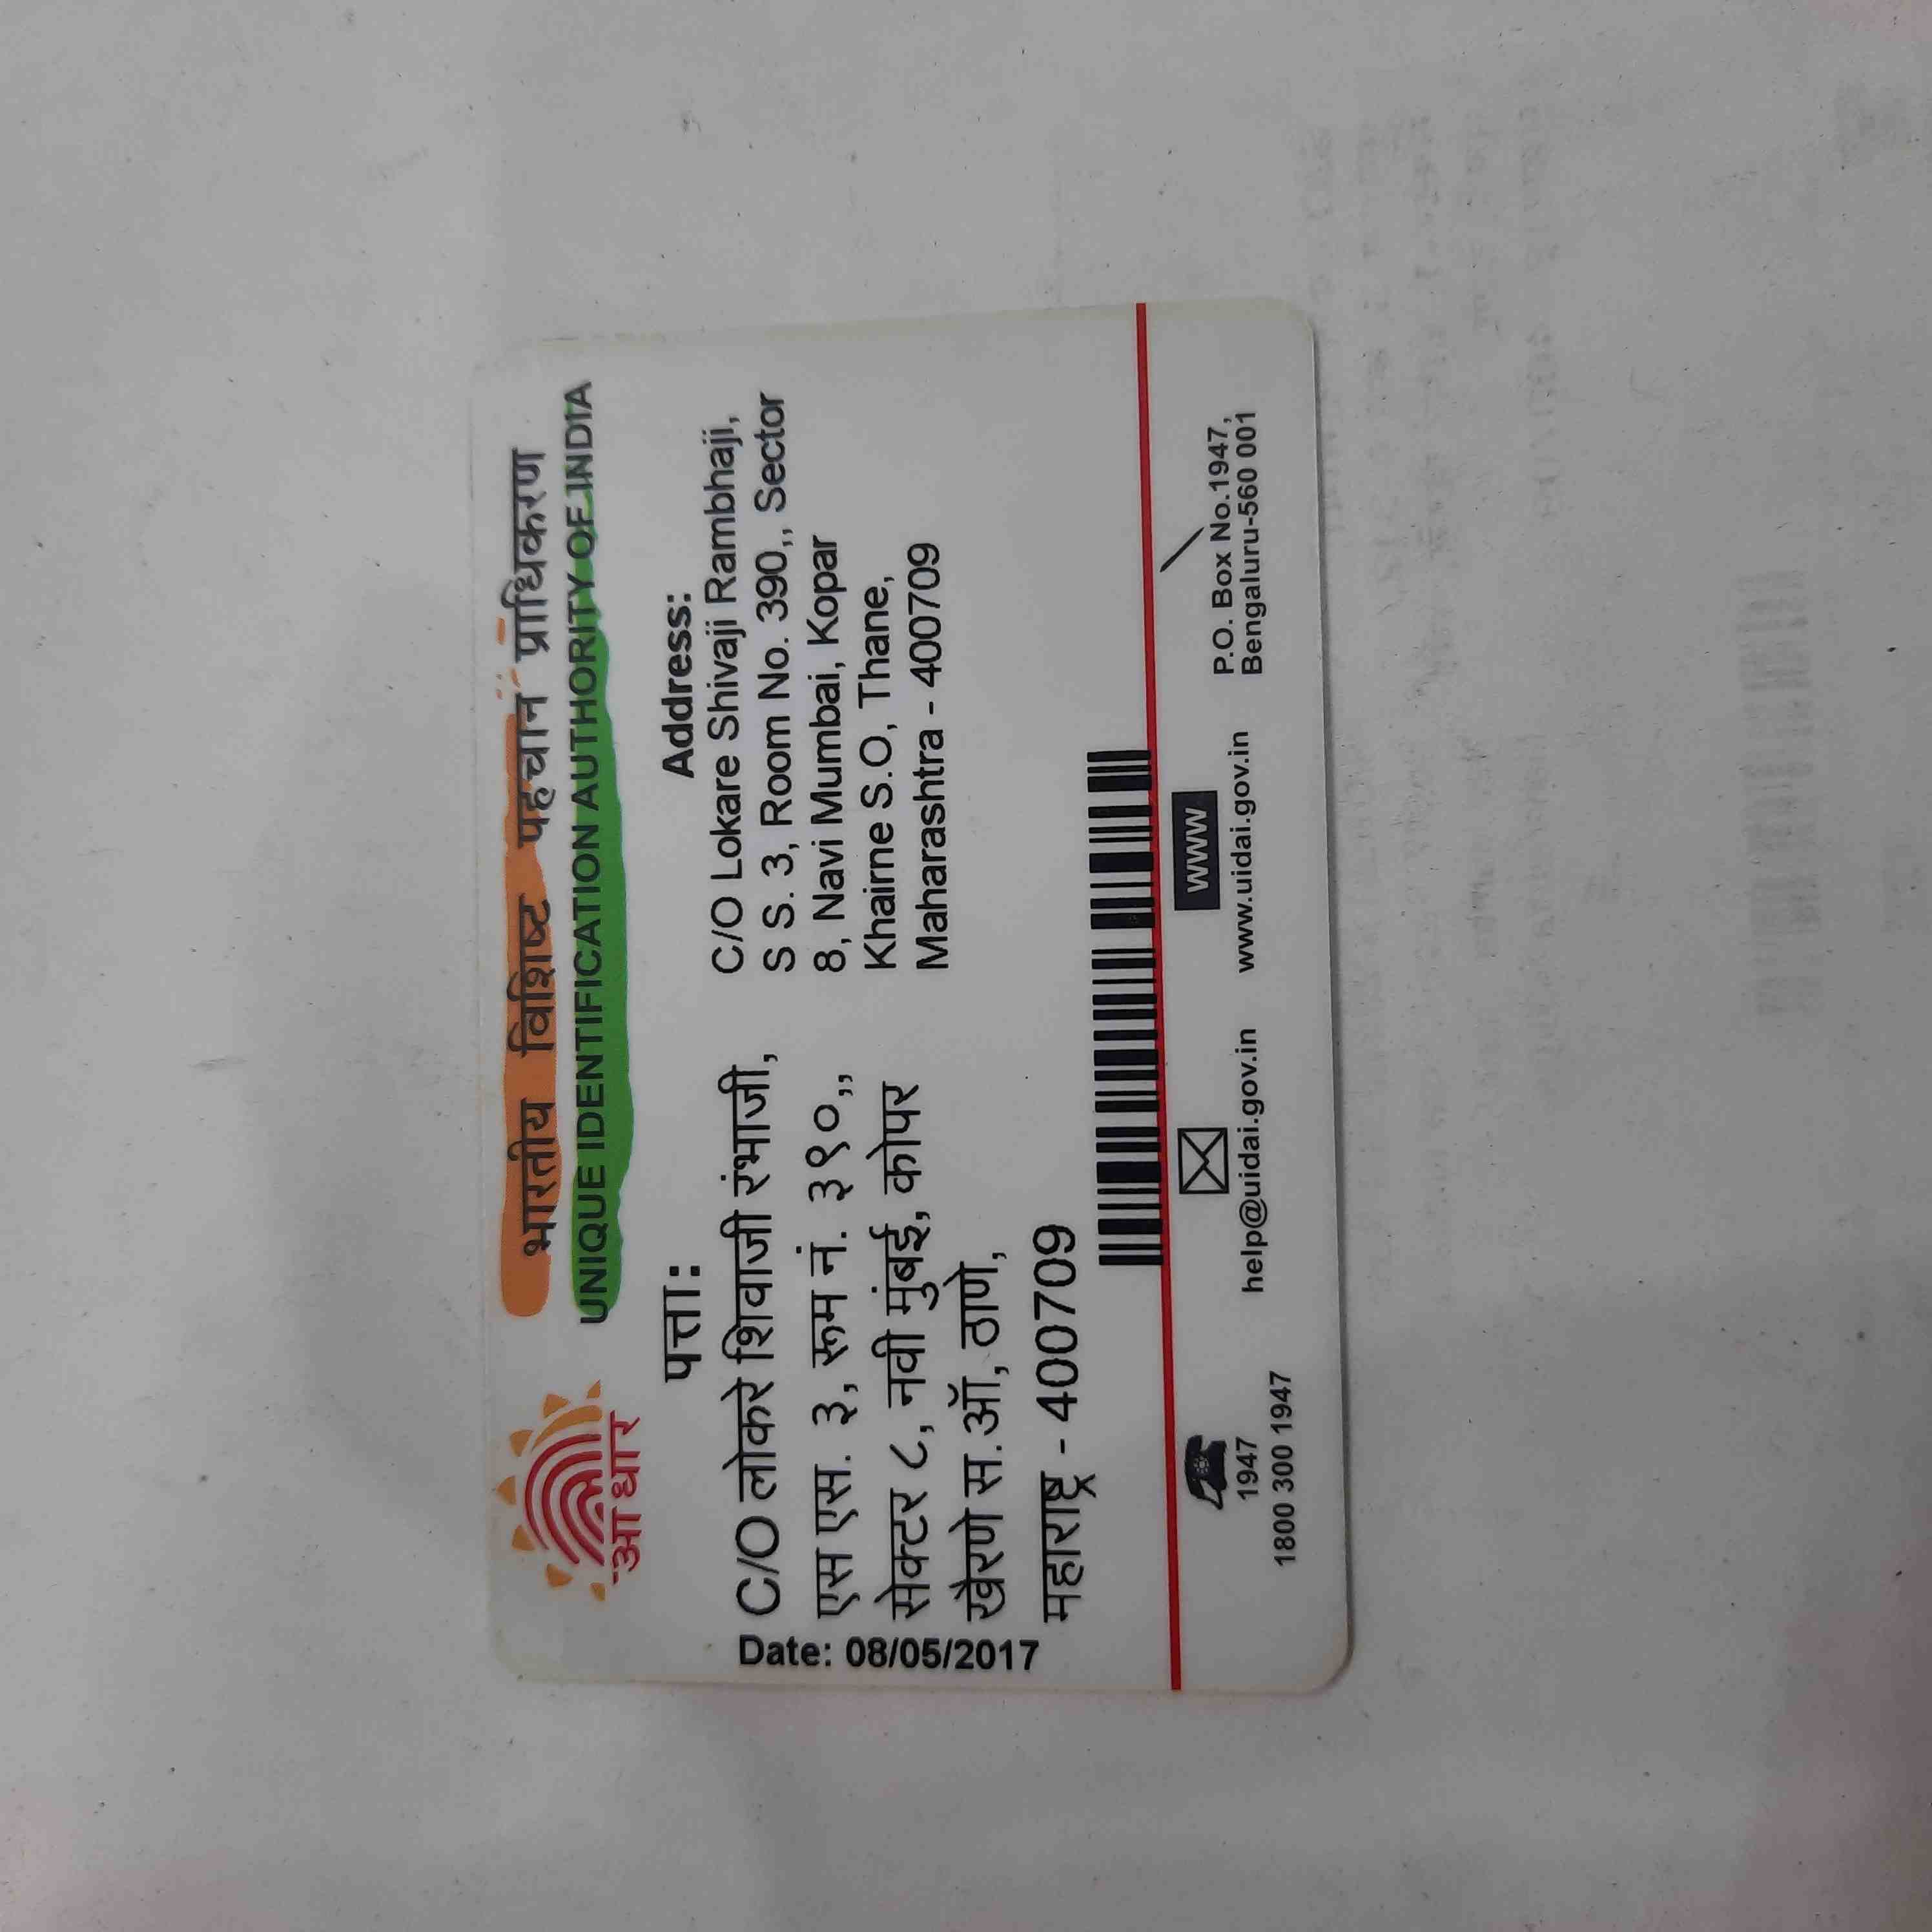 आधार
भारतीय विशिष्ट पहचान प्राधिकरण
UNIQUE IDENTIFICATION AUTHORITY OF INDIA
Date: 08/05/2017
पत्ता:
C/O लोकरे शिवाजी रंभाजी,
एस एस. ३, रूम नं. ३९०,,
सेक्टर ८, नवी मुंबई, कोपर
खैरणे स.ऑ, ठाणे,
महाराष्ट्र - 400709
Address:
C/O Lokare Shivaji Rambhaji,
S S. 3, Room No. 390,, Sector
8, Navi Mumbai, Kopar
Khairne S.O, Thane,
Maharashtra - 400709
1947
1800 300 1947
help@uidai.gov.in
www
www.uidai.gov.in
P.O. Box No.1947,
Bengaluru-560 001